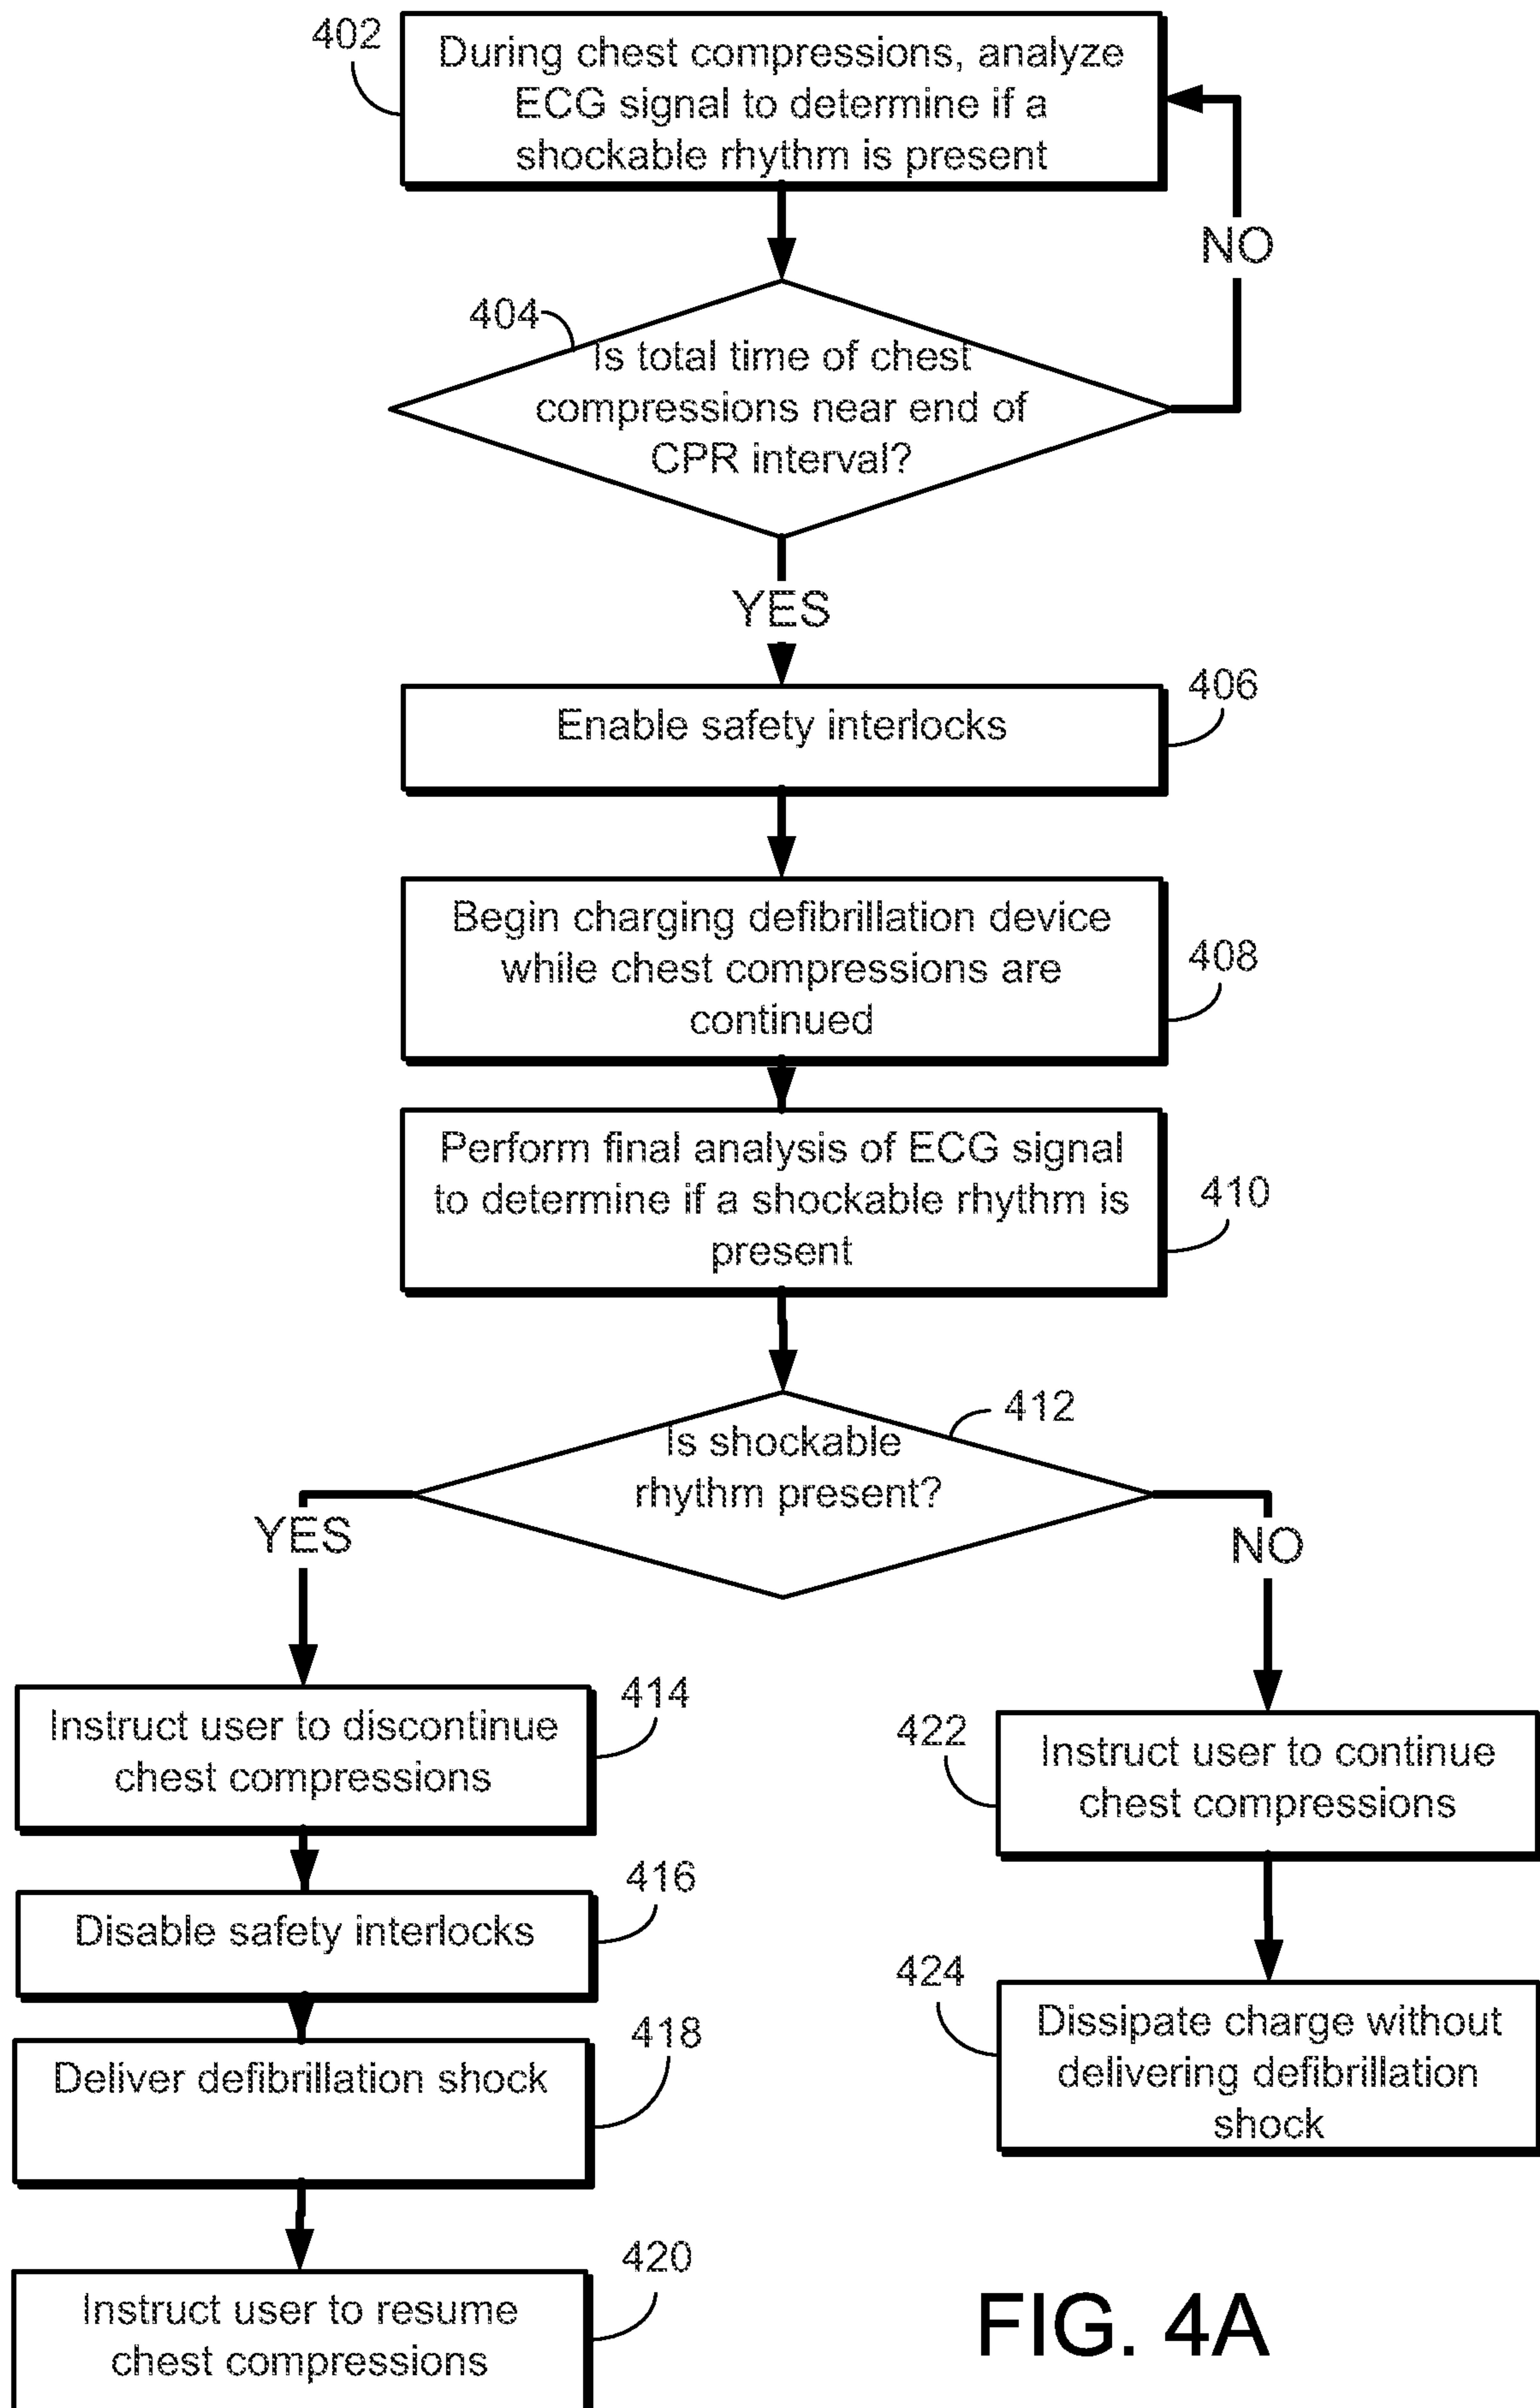 402
During chest compressions, analyze
ECG signal to determine if a
shockable rhythm is present
NO
404
Is total time of chest
compressions near end of
CPR interval?
YES
406
Enable safety interlocks
Begin charging defibrillation device
while chest compressions are
continued
408
Perform final analysis of ECG signal
to determine if a shockable rhythm is
present
410
412
Is shockable
rhythm present?
YES
NO
414
Instruct user to discontinue
chest compressions
416
Disable safety interlocks
418
Deliver defibrillation shock
420
Instruct user to resume
chest compressions
422
Instruct user to continue
chest compressions
424
Dissipate charge without
delivering defibrillation
shock
FIG. 4A